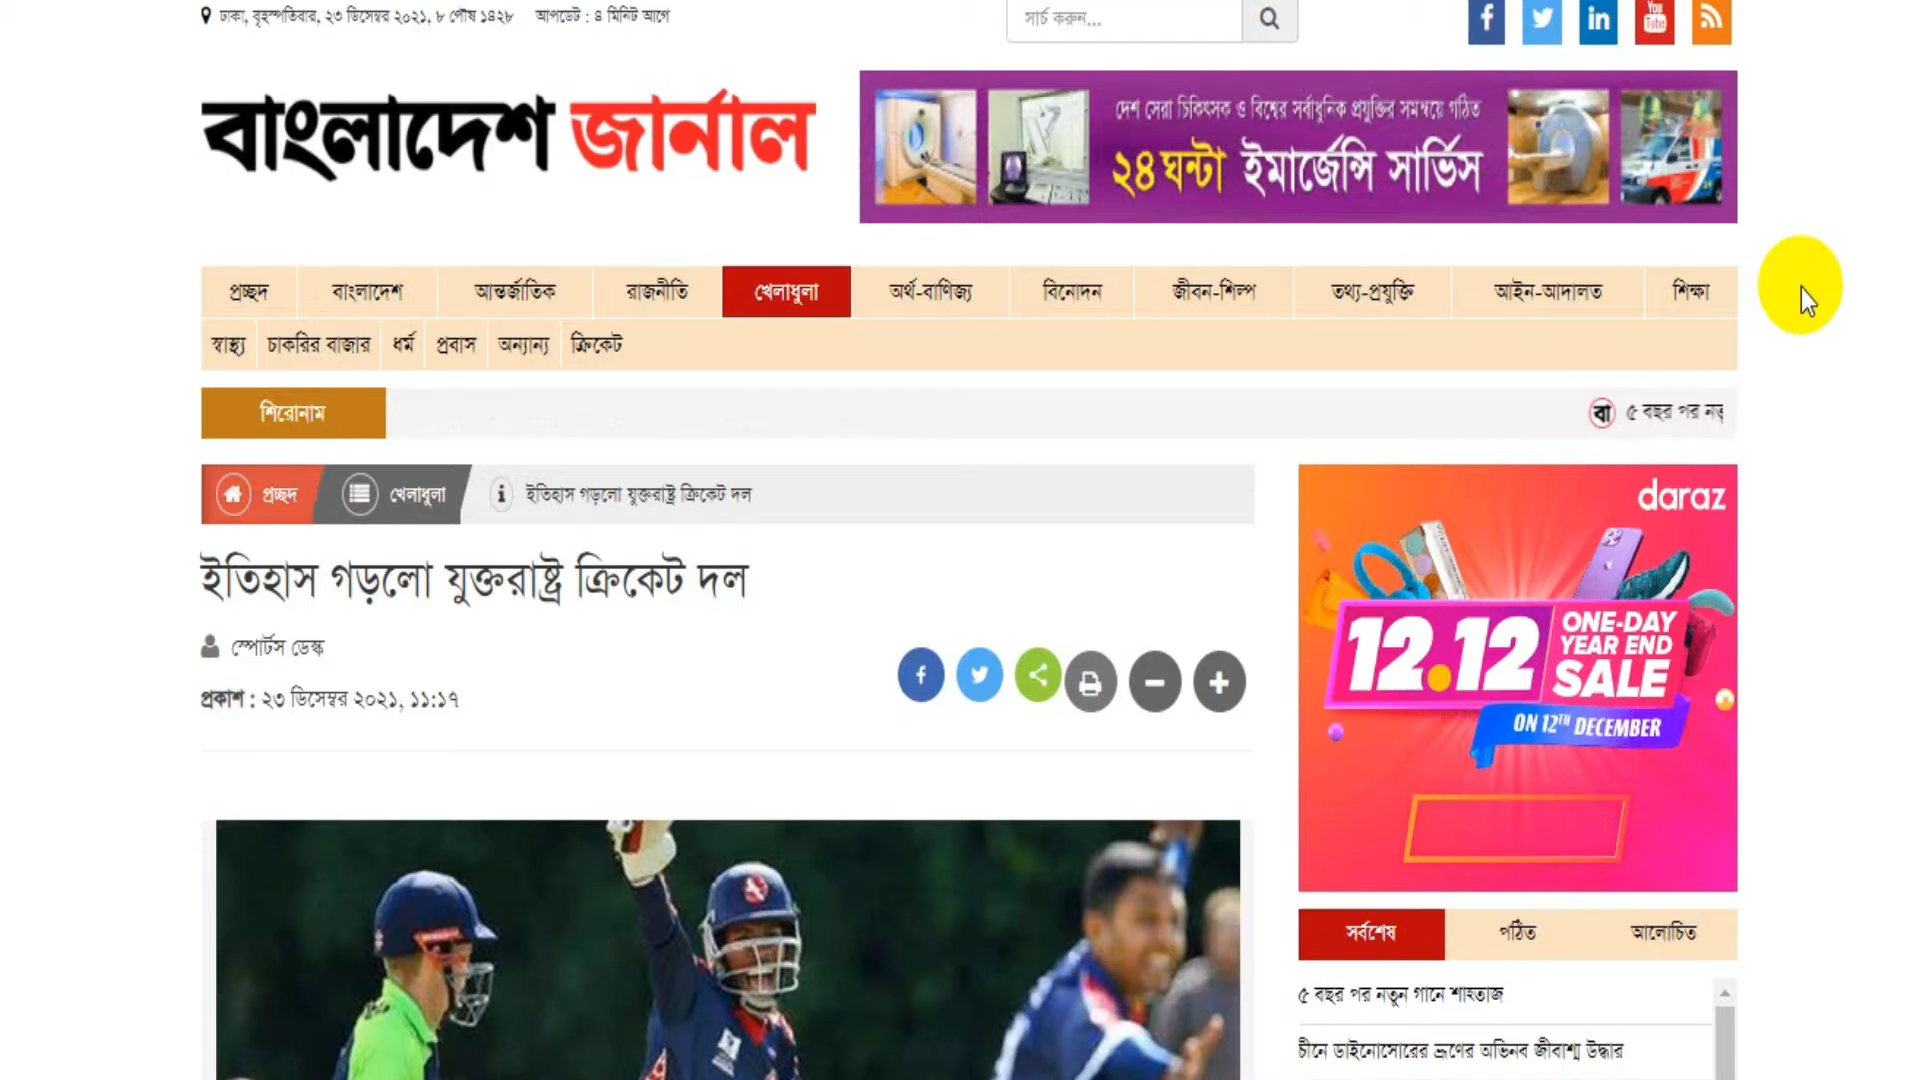 ঢাকা, বৃহস্পতিবার, ২৩ ডিসেম্বর ২০২১, ৮ পৌষ ১৪২৮ আপডেট : ৪ মিনিট আগে
সার্চ করুন...
You Tube
বাংলাদেশ জার্নাল
দেশ সেরা চিকিৎসক ও বিশ্বের সর্বাধুনিক প্রযুক্তির সমন্বয়ে গঠিত
২৪ ঘন্টা ইমার্জেন্সি সার্ভিস
প্রচ্ছদ বাংলাদেশ আন্তর্জাতিক রাজনীতি খেলাধুলা অর্থ-বাণিজ্য বিনোদন জীবন-শিল্প তথ্য-প্রযুক্তি আইন-আদালত শিক্ষা
স্বাস্থ্য চাকরির বাজার ধর্ম প্রবাস অন্যান্য ক্রিকেট
শিরোনাম
বা ৫ বছর পর নতু
প্রচ্ছদ খেলাধুলা ইতিহাস গড়লো যুক্তরাষ্ট্র ক্রিকেট দল
ইতিহাস গড়লো যুক্তরাষ্ট্র ক্রিকেট দল
স্পোর্টস ডেস্ক
প্রকাশ : ২৩ ডিসেম্বর ২০২১, ১১:১৭
daraz
12.12
ONE-DAY
YEAR END
SALE
ON 12TH DECEMBER
সর্বশেষ পঠিত আলোচিত
৫ বছর পর নতুন গানে শাহতাজ
চীনে ডাইনোসোরের ভ্রূণের অভিনব জীবাশ্ম উদ্ধার